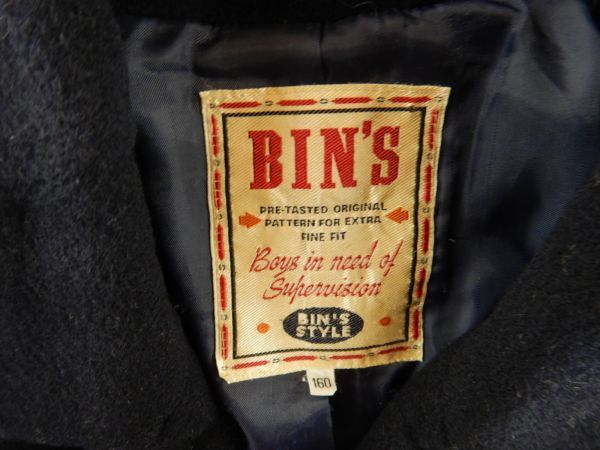 BIN'S
PRE-TASTED ORIGINAL
PATTERN FOR EXTRA
FINE FIT
Boys in need of
Supervision
BIN'S
STYLE
160